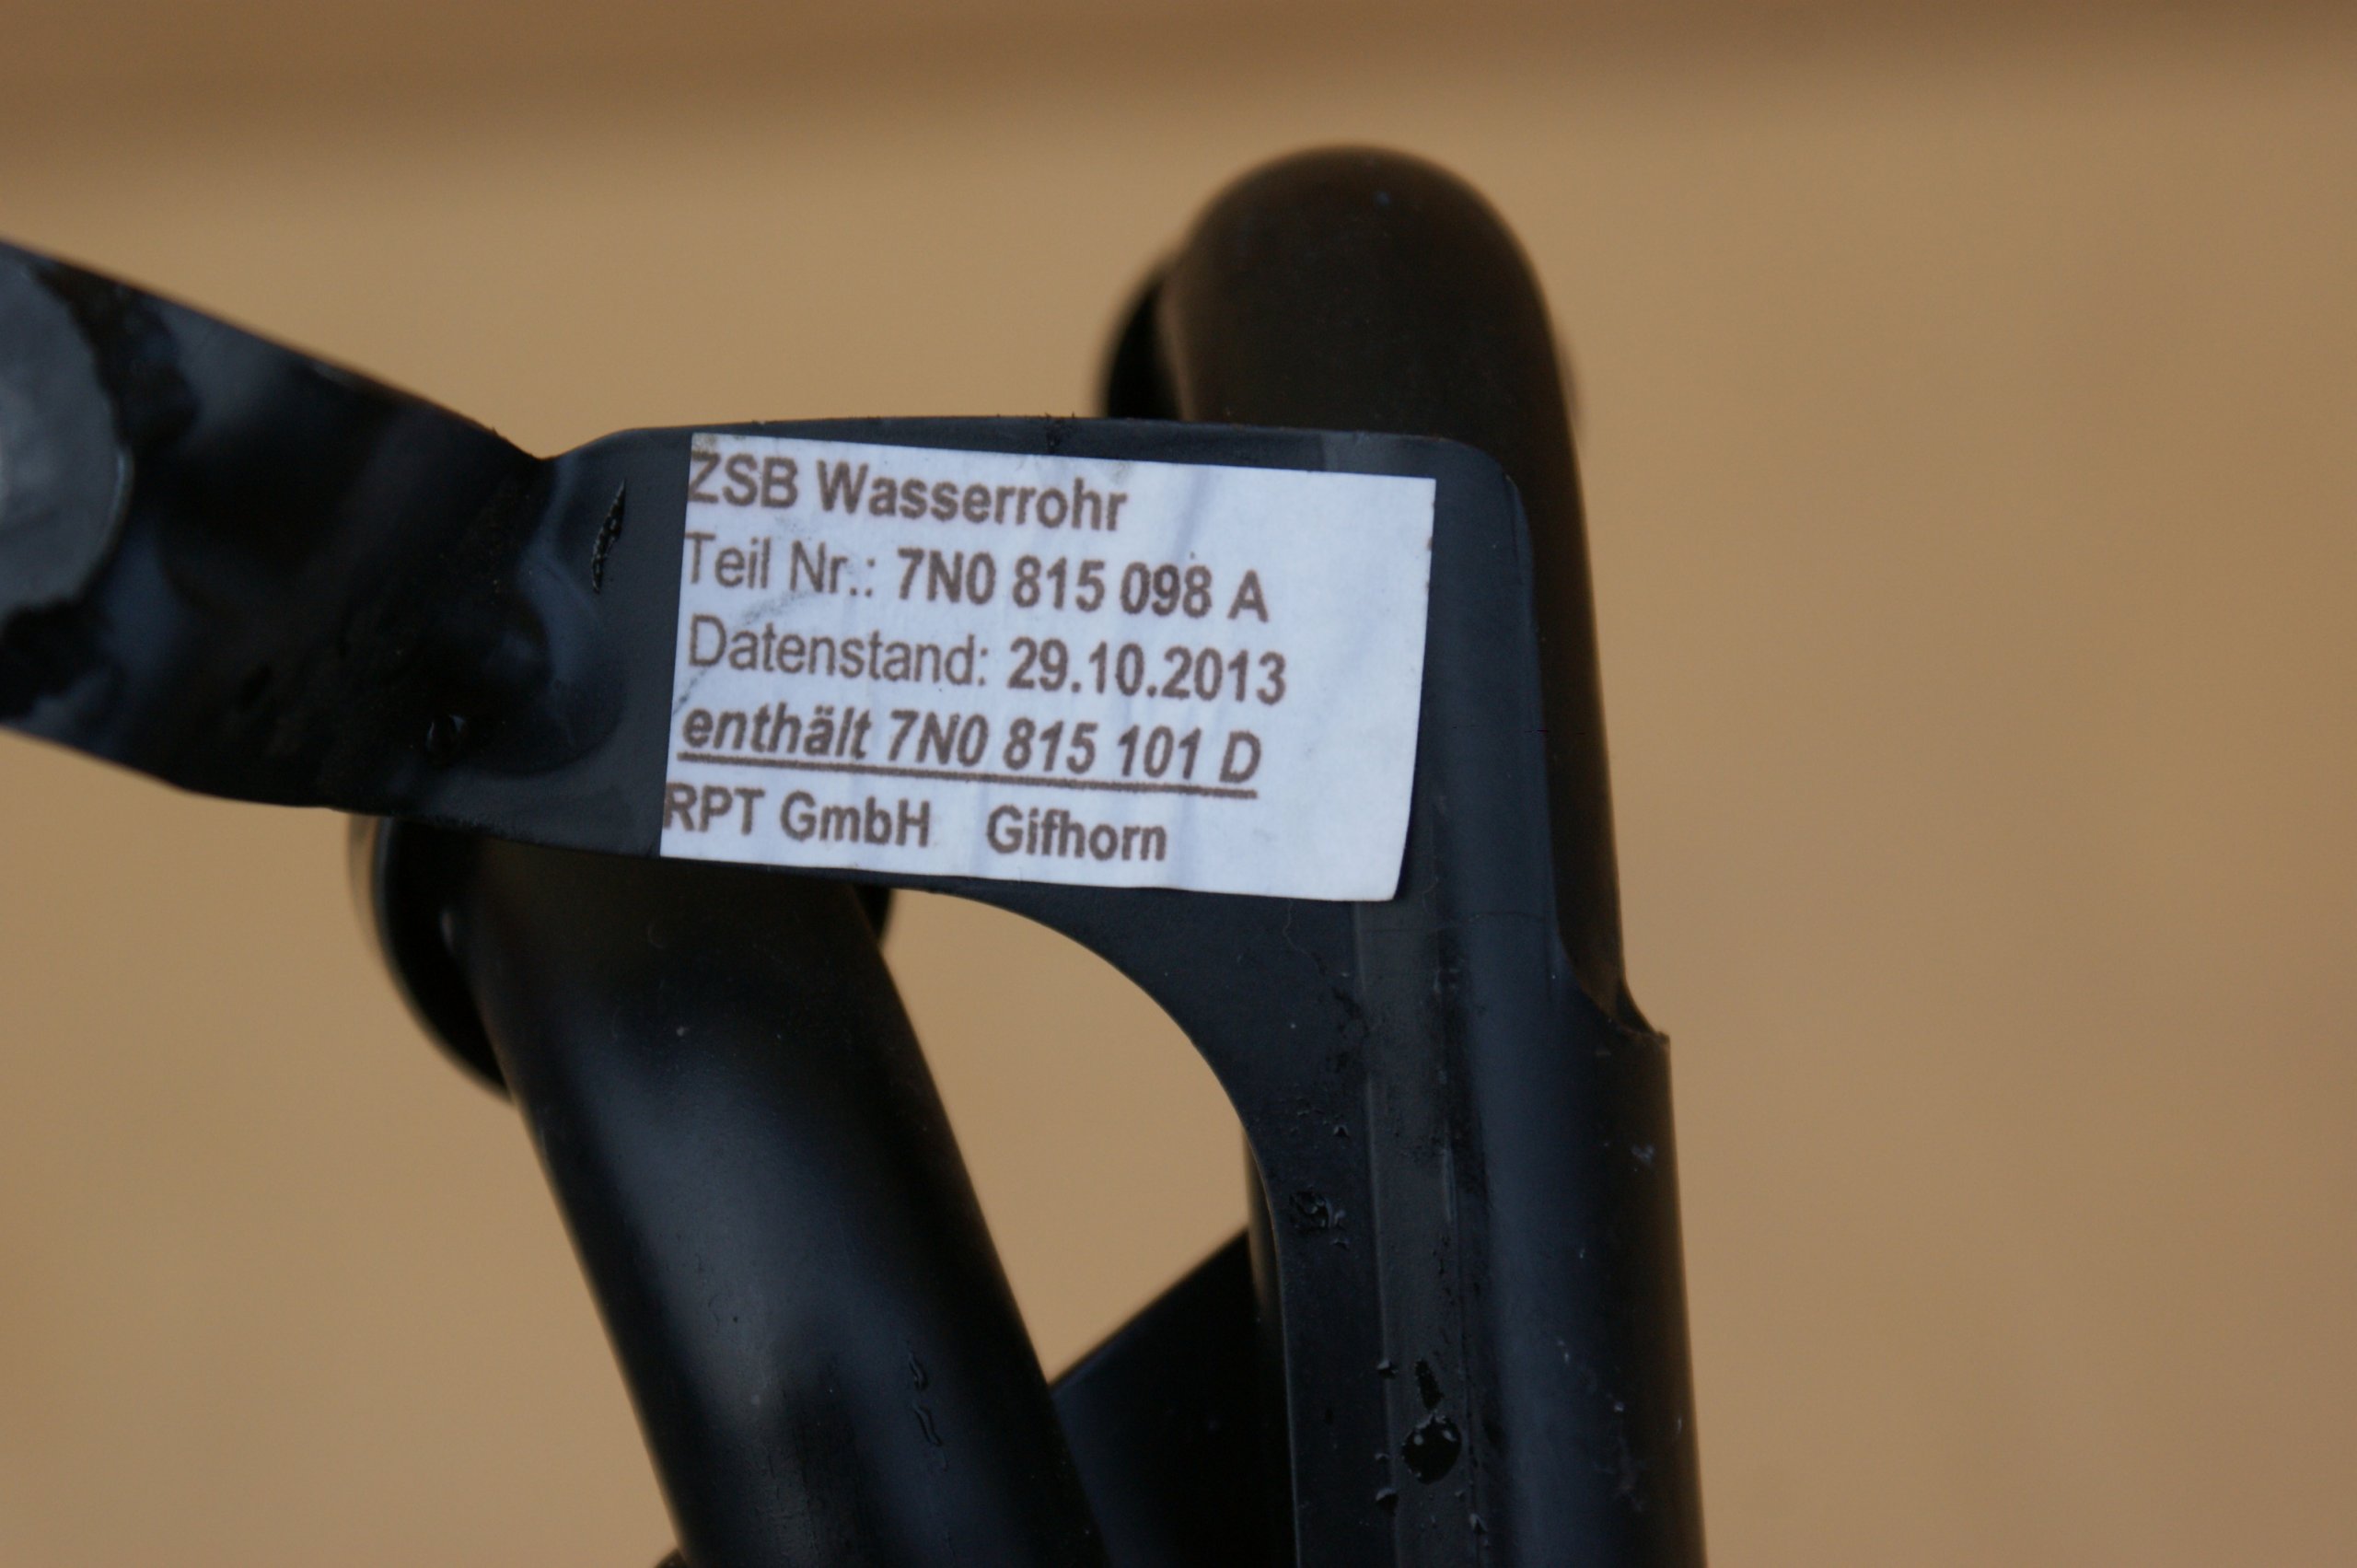 ZSB Wasserrohr
Teil Nr.: 7N0 815 098 A
Datenstand: 29.10.2013
enthält 7N0 815 101 D
RPT GmbH Gifhorn